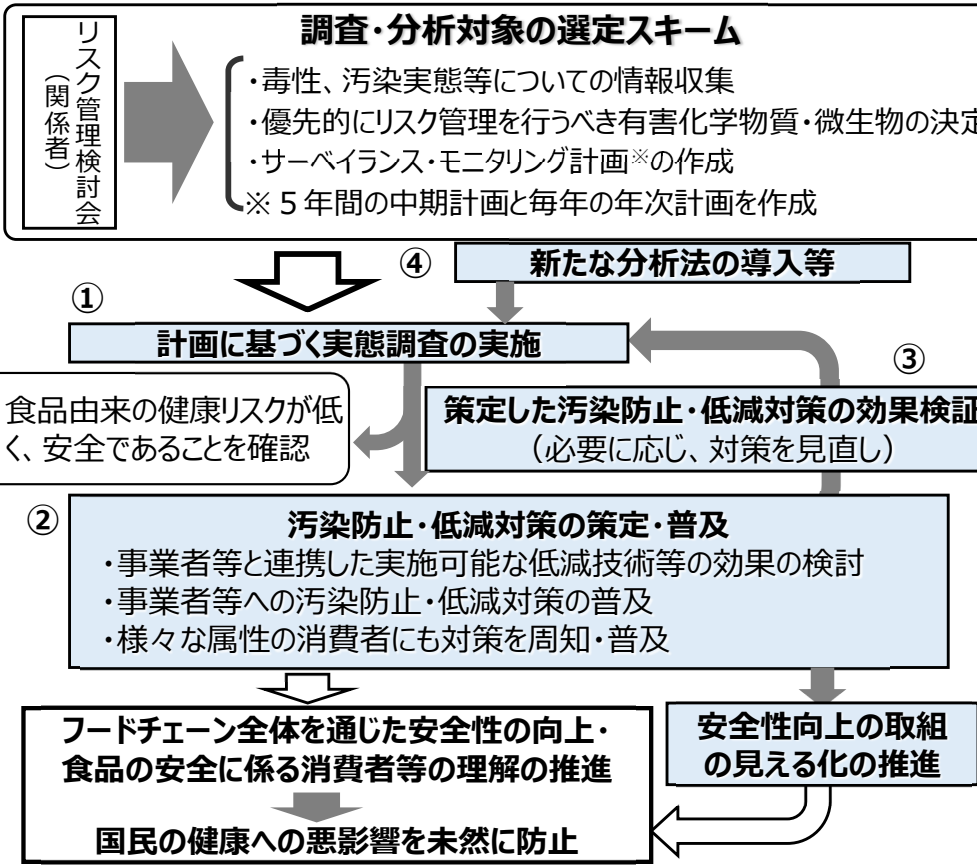 リスク管理検討会
（関係者）
調査・分析対象の選定スキーム
・毒性、汚染実態等についての情報収集
・優先的にリスク管理を行うべき有害化学物質・微生物の決定
・サーベイランス・モニタリング計画※の作成
※５年間の中期計画と毎年の年次計画を作成
④
新たな分析法の導入等
①
計画に基づく実態調査の実施
③
食品由来の健康リスクが低
く、安全であることを確認
策定した汚染防止・低減対策の効果検証
（必要に応じ、対策を見直し）
②
汚染防止・低減対策の策定・普及
・事業者等と連携した実施可能な低減技術等の効果の検討
・事業者等への汚染防止・低減対策の普及
・様々な属性の消費者にも対策を周知・普及
フードチェーン全体を通じた安全性の向上・
食品の安全に係る消費者等の理解の推進
国民の健康への悪影響を未然に防止
安全性向上の取組
の見える化の推進